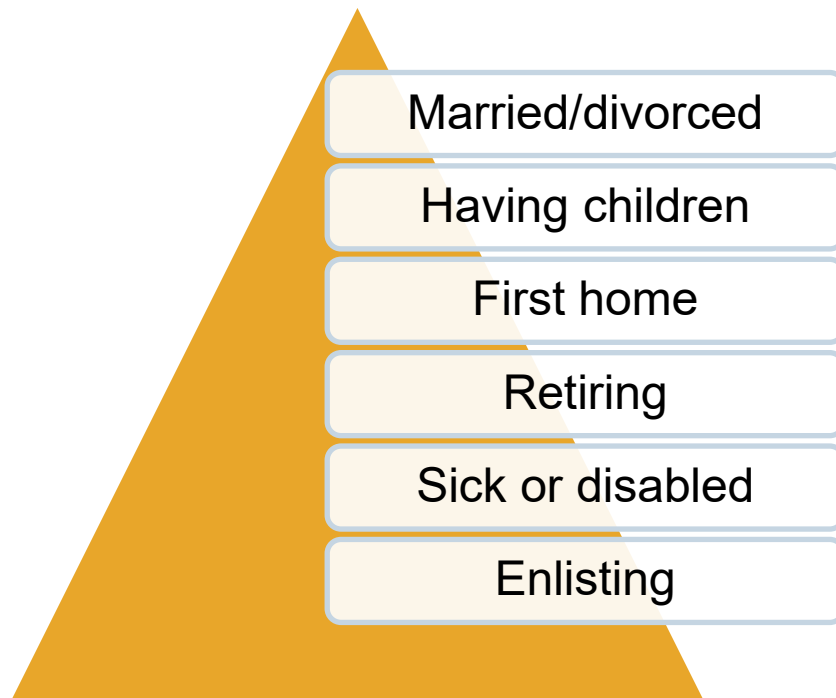 Married/divorced
Having children
First home
Retiring
Sick or disabled
Enlisting